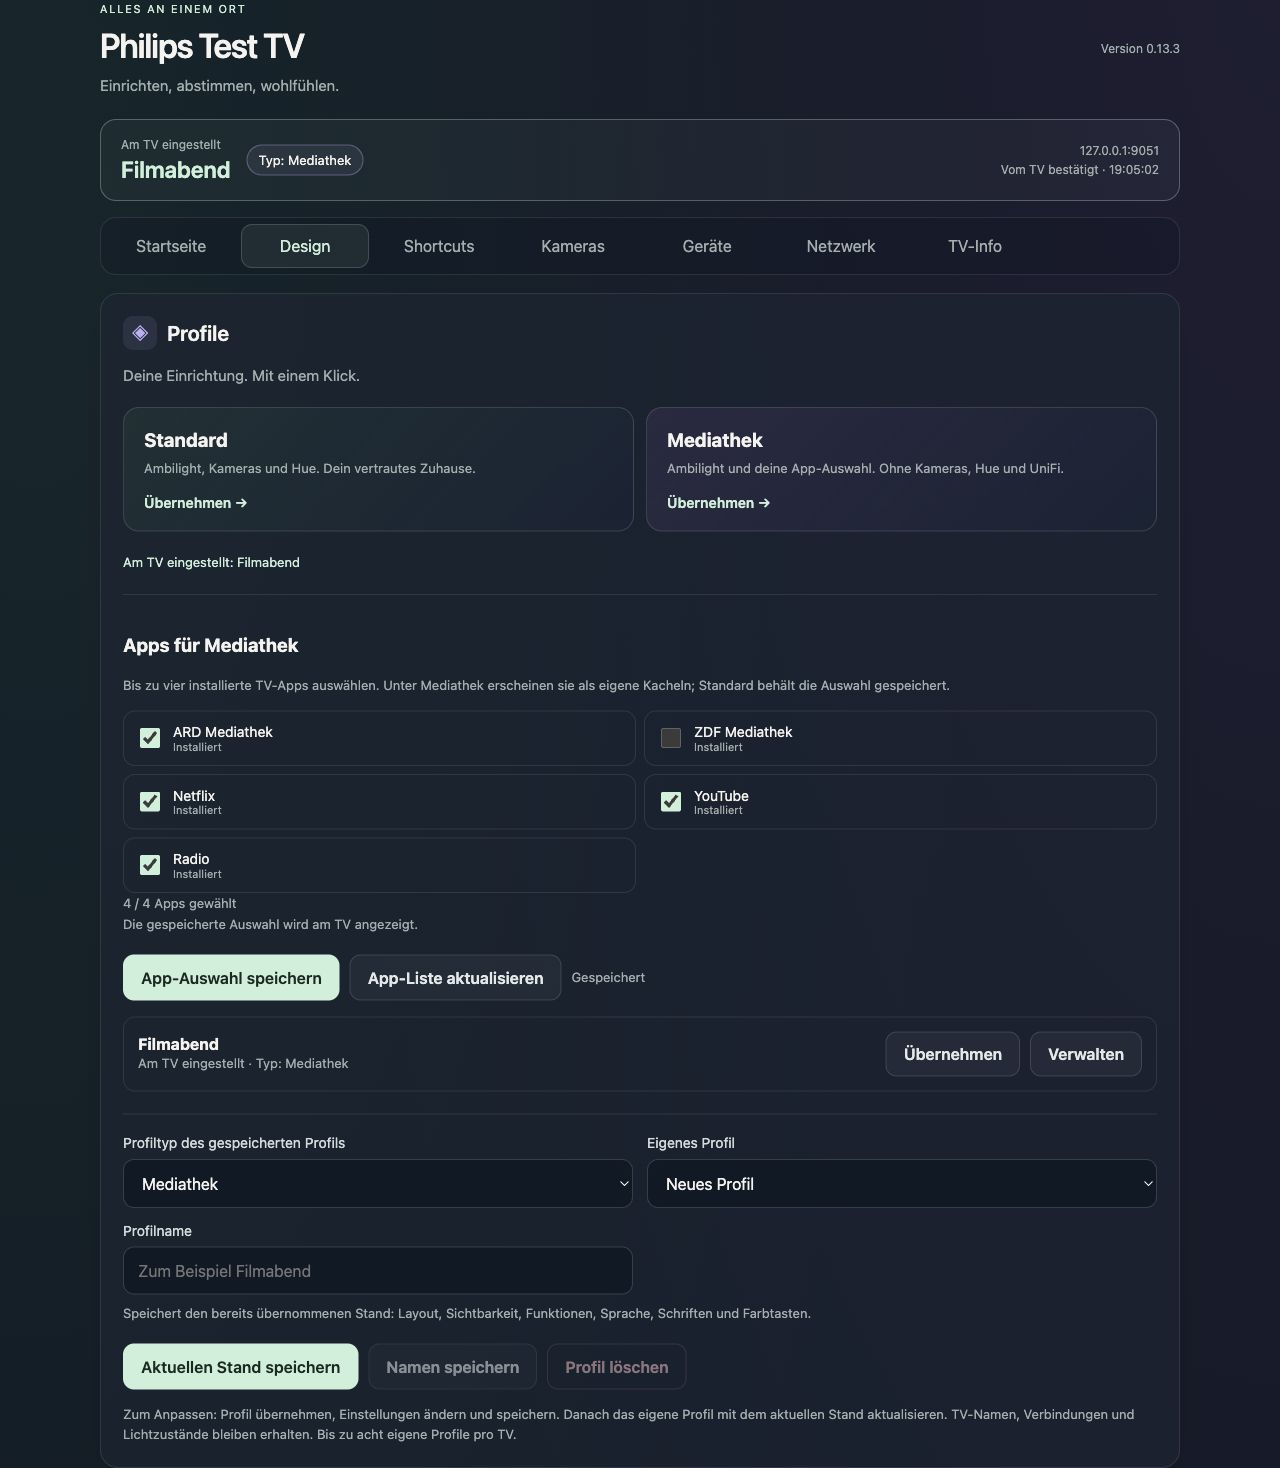 ALLES AN EINEM ORT
Philips Test TV
Version 0.13.3
Einrichten, abstimmen, wohlfühlen.
Am TV eingestellt
Filmabend
Typ: Mediathek
127.0.0.1:9051
Vom TV bestätigt · 19:05:02
Startseite
Design
Shortcuts
Kameras
Geräte
Netzwerk
TV-Info
Profile
Deine Einrichtung. Mit einem Klick.
Standard
Ambilight, Kameras und Hue. Dein vertrautes Zuhause.
Übernehmen →
Mediathek
Ambilight und deine App-Auswahl. Ohne Kameras, Hue und UniFi.
Übernehmen →
Am TV eingestellt: Filmabend
Apps für Mediathek
Bis zu vier installierte TV-Apps auswählen. Unter Mediathek erscheinen sie als eigene Kacheln; Standard behält die Auswahl gespeichert.
ARD Mediathek
Installiert
ZDF Mediathek
Installiert
Netflix
Installiert
YouTube
Installiert
Radio
Installiert
4 / 4 Apps gewählt
Die gespeicherte Auswahl wird am TV angezeigt.
App-Auswahl speichern
App-Liste aktualisieren
Gespeichert
Filmabend
Am TV eingestellt · Typ: Mediathek
Übernehmen
Verwalten
Profiltyp des gespeicherten Profils
Mediathek
Eigenes Profil
Neues Profil
Profilname
Zum Beispiel Filmabend
Speichert den bereits übernommenen Stand: Layout, Sichtbarkeit, Funktionen, Sprache, Schriften und Farbtasten.
Aktuellen Stand speichern
Namen speichern
Profil löschen
Zum Anpassen: Profil übernehmen, Einstellungen ändern und speichern. Danach das eigene Profil mit dem aktuellen Stand aktualisieren. TV-Namen, Verbindungen und
Lichtzustände bleiben erhalten. Bis zu acht eigene Profile pro TV.